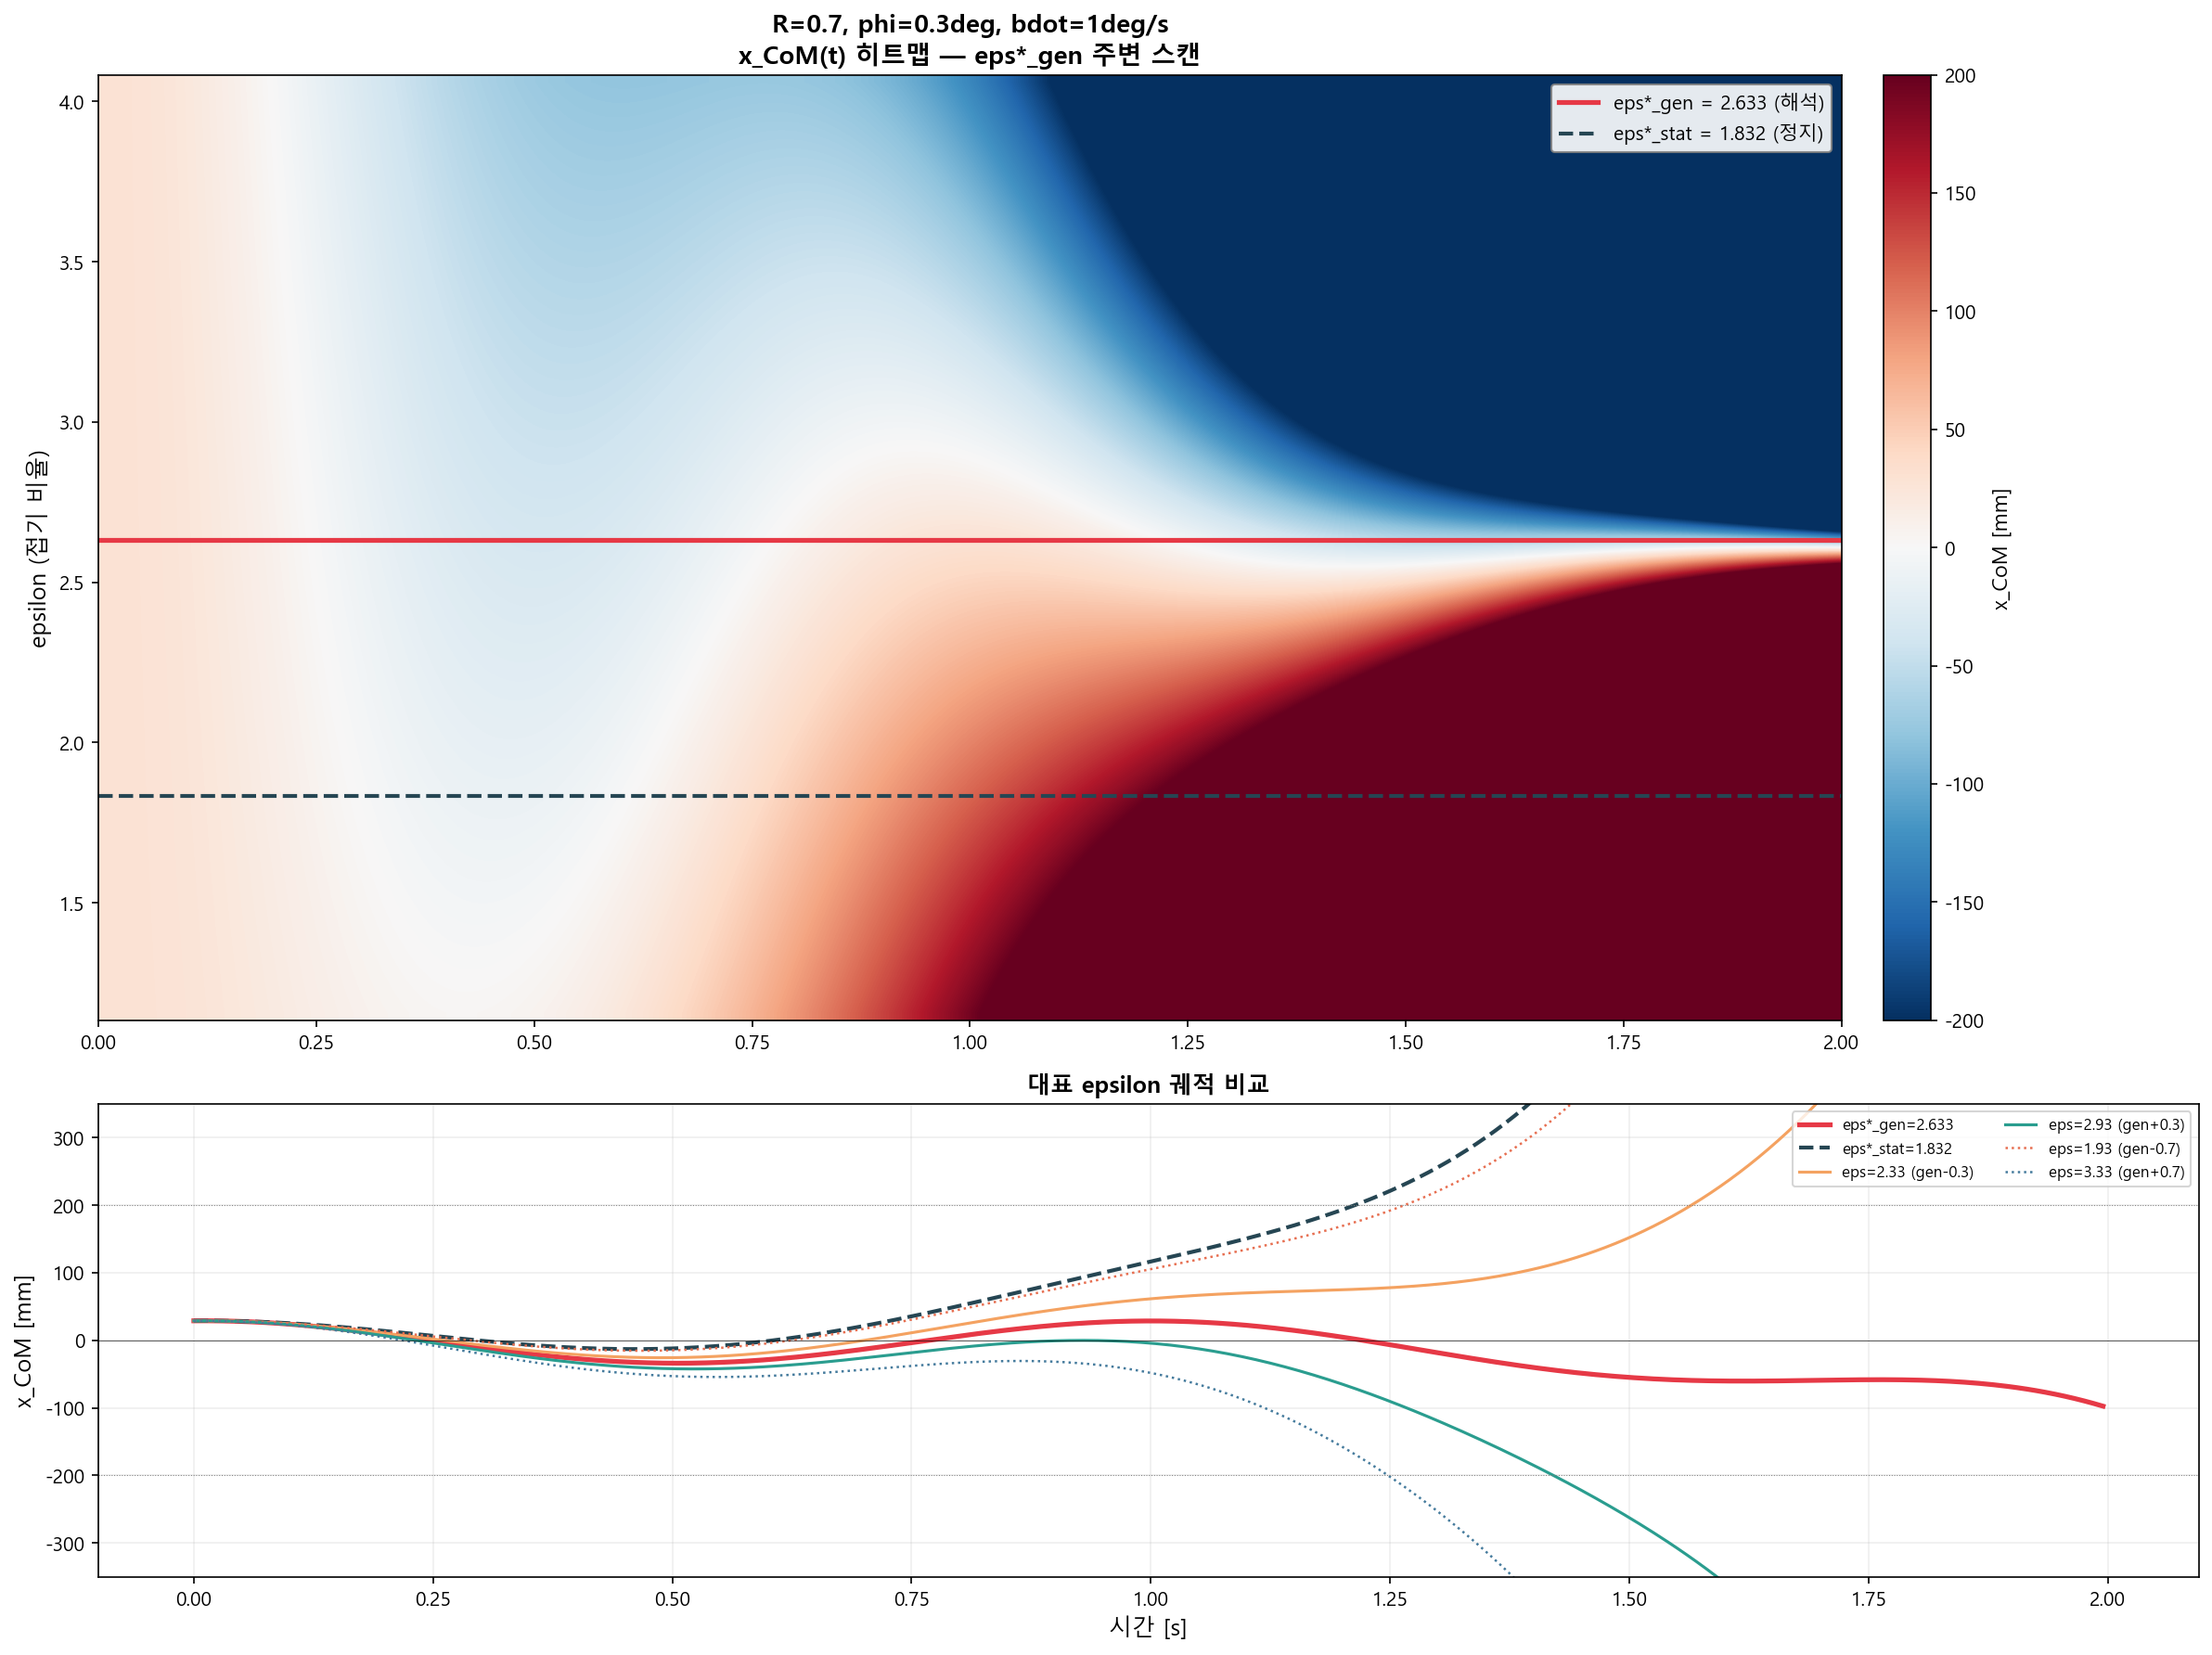 R=0.7, phi=0.3deg, bdot=1deg/s
x_CoM(t) 히트맵 — eps*_gen 주변 스캔
eps*_gen = 2.633 (해석)
eps*_stat = 1.832 (정지)
epsilon (접기 비율)
4.0
3.5
3.0
2.5
2.0
1.5
0.00 0.25 0.50 0.75 1.00 1.25 1.50 1.75 2.00
200
150
100
50
0
-50
-100
-150
-200
x_CoM [mm]
대표 epsilon 궤적 비교
eps*_gen=2.633
eps*_stat=1.832
eps=2.33 (gen-0.3)
eps=2.93 (gen+0.3)
eps=1.93 (gen-0.7)
eps=3.33 (gen+0.7)
x_CoM [mm]
300
200
100
0
-100
-200
-300
0.00 0.25 0.50 0.75 1.00 1.25 1.50 1.75 2.00
시간 [s]